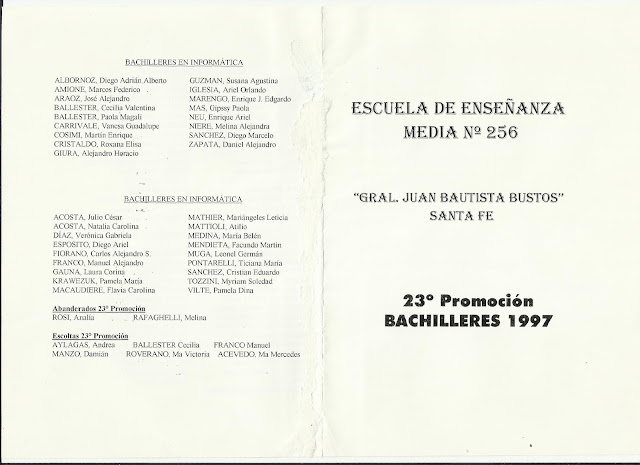 BACHILLERES EN INFORMÁTICA
ALBORNOZ, Diego Adrián Alberto
AMIONE, Marcos Federico
ARAOZ, José Alejandro
BALLESTER, Cecilia Valentina
BALLESTER, Paola Magalí
CARRIVALE, Vanesa Guadalupe
COSIMI, Martín Enrique
CRISTALDO, Roxana Elisa
GIURA, Alejandro Horacio
GUZMAN, Susana Agustina
IGLESIA, Ariel Orlando
MARENGO, Enrique J. Edgardo
MAS, Gipssy Paola
NEU, Enrique Ariel
NIERE, Melina Alejandra
SANCHEZ, Diego Marcelo
ZAPATA, Daniel Alejandro
BACHILLERES EN INFORMÁTICA
ACOSTA, Julio César
ACOSTA, Natalia Carolina
DÍAZ, Verónica Gabriela
ESPOSITO, Diego Ariel
FIORANO, Carlos Alejandro S.
FRANCO, Manuel Alejandro
GAUNA, Laura Corina
KRAWEZUK, Pamela María
MACAUDIERE, Flavia Carolina
MATHIER, Mariángeles Leticia
MATTIOLI, Atilio
MEDINA, María Belén
MENDIETA, Facundo Martín
MUGA, Leonel Germán
PONTARELLI, Ticiana María
SANCHEZ, Cristian Eduardo
TOZZINI, Myriam Soledad
VILTE, Pamela Dina
Abanderados 23° Promoción
ROSI, Analía RAFAGHELLI, Melina
Escoltas 23° Promoción
AYLAGAS, Andrea BALLESTER Cecilia FRANCO Manuel
MANZO, Damián ROVERANO, Ma Victoria ACEVEDO, Ma Mercedes
ESCUELA DE ENSEÑANZA
MEDIA Nº 256
"GRAL. JUAN BAUTISTA BUSTOS"
SANTA FE
23° Promoción
BACHILLERES 1997